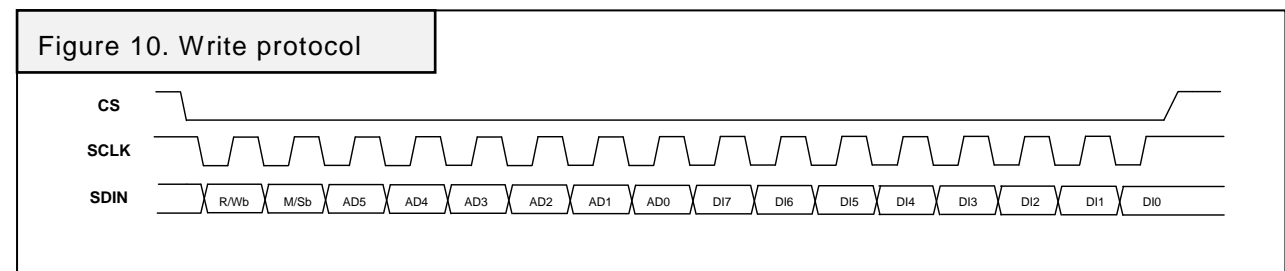 Figure 10. Write protocol
CS
SCLK
SDIN R/Wb M/Sb AD5 AD4 AD3 AD2 AD1 AD0 DI7 DI6 DI5 DI4 DI3 DI2 DI1 DI0